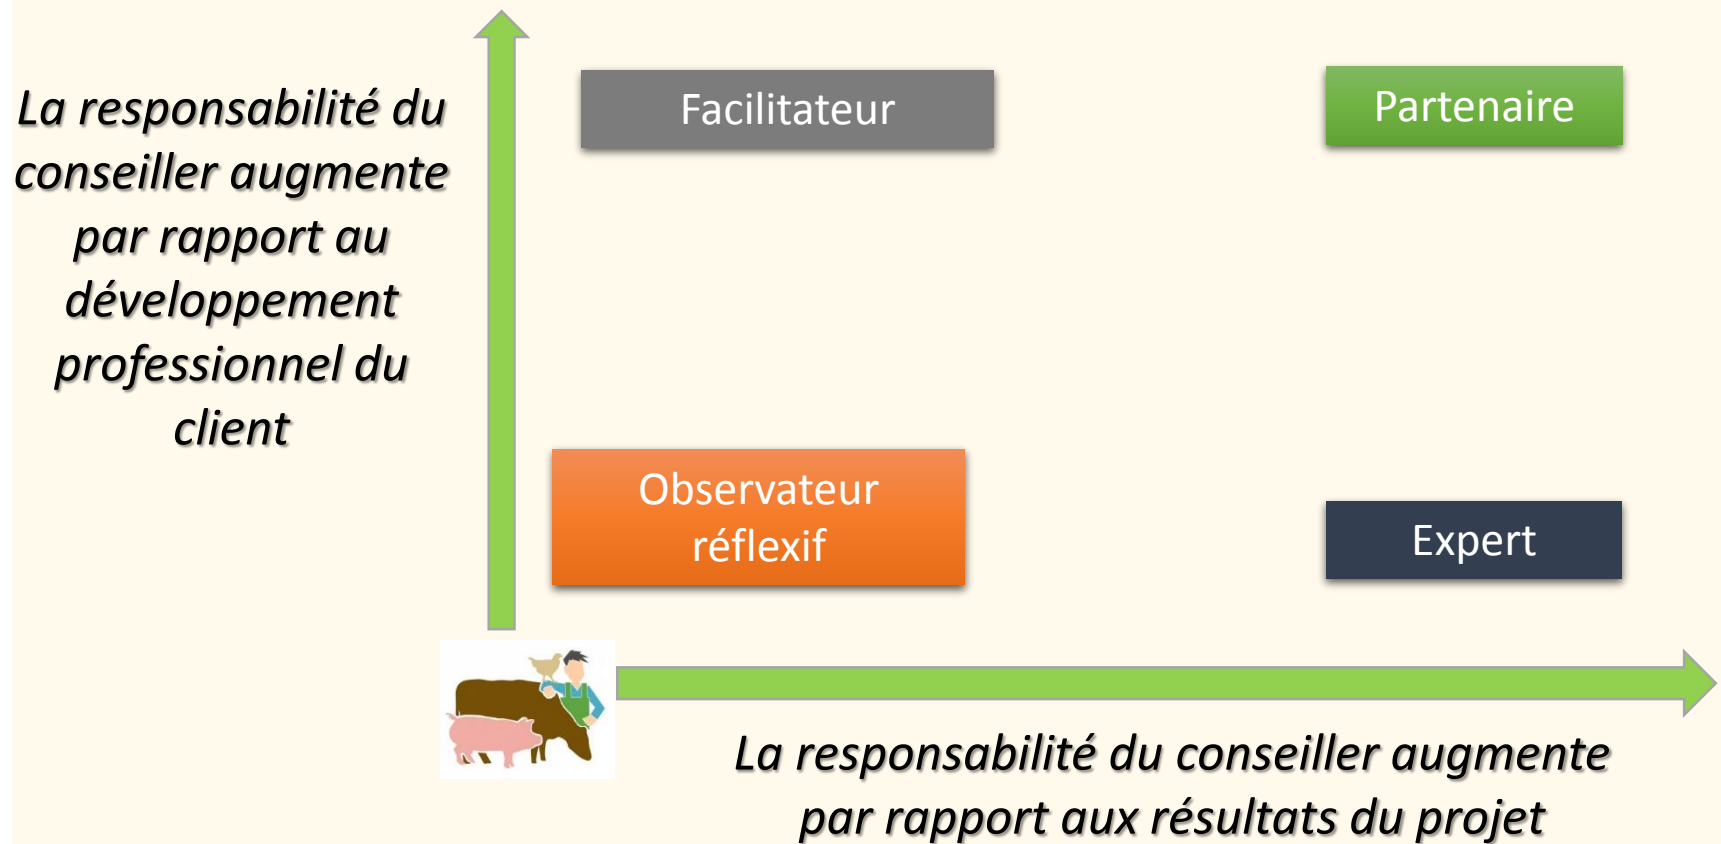 La responsabilité du
conseiller augmente
par rapport au
développement
professionnel du
client
Facilitateur
Partenaire
Observateur
réflexif
Expert
La responsabilité du conseiller augmente
par rapport aux résultats du projet